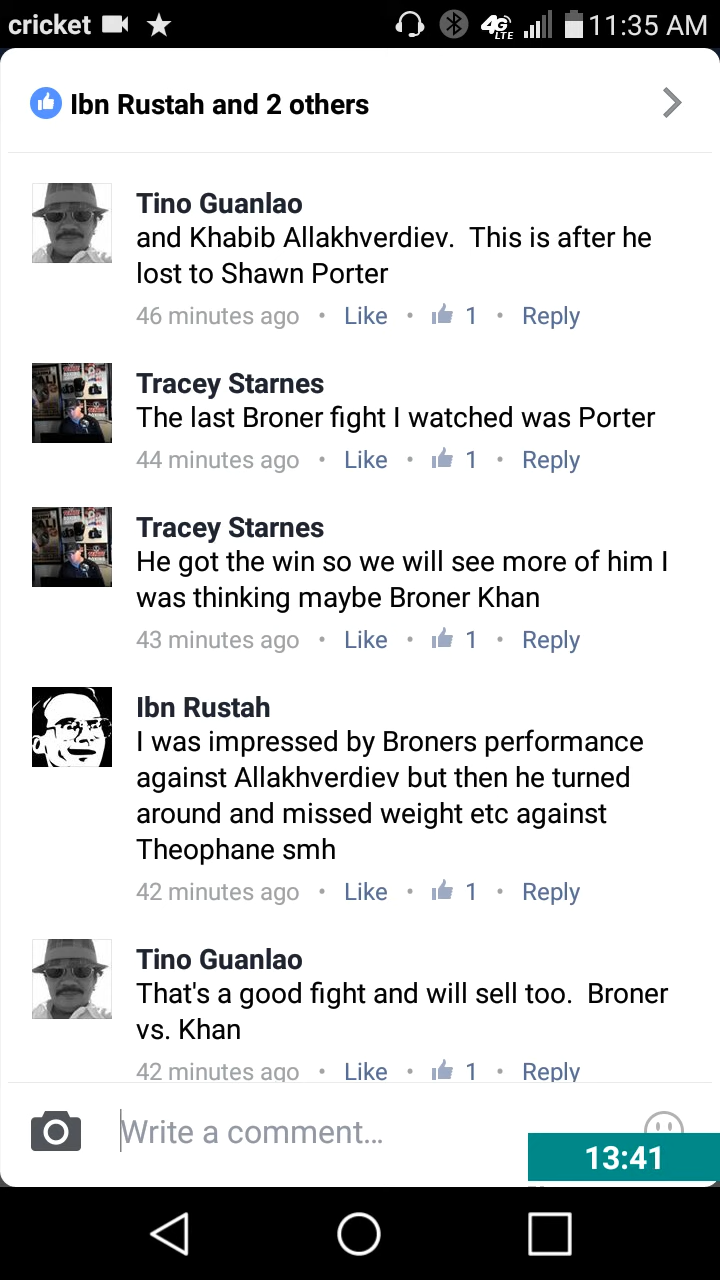 cricket 4G LTE 11:35 AM
Ibn Rustah and 2 others
Tino Guanlao
and Khabib Allakhverdiev.  This is after he
lost to Shawn Porter
46 minutes ago • Like • 1 • Reply
Tracey Starnes
The last Broner fight I watched was Porter
44 minutes ago • Like • 1 • Reply
Tracey Starnes
He got the win so we will see more of him I
was thinking maybe Broner Khan
43 minutes ago • Like • 1 • Reply
Ibn Rustah
I was impressed by Broners performance
against Allakhverdiev but then he turned
around and missed weight etc against
Theophane smh
42 minutes ago • Like • 1 • Reply
Tino Guanlao
That's a good fight and will sell too.  Broner
vs. Khan
42 minutes ago • Like • 1 • Reply
Write a comment...
13:41